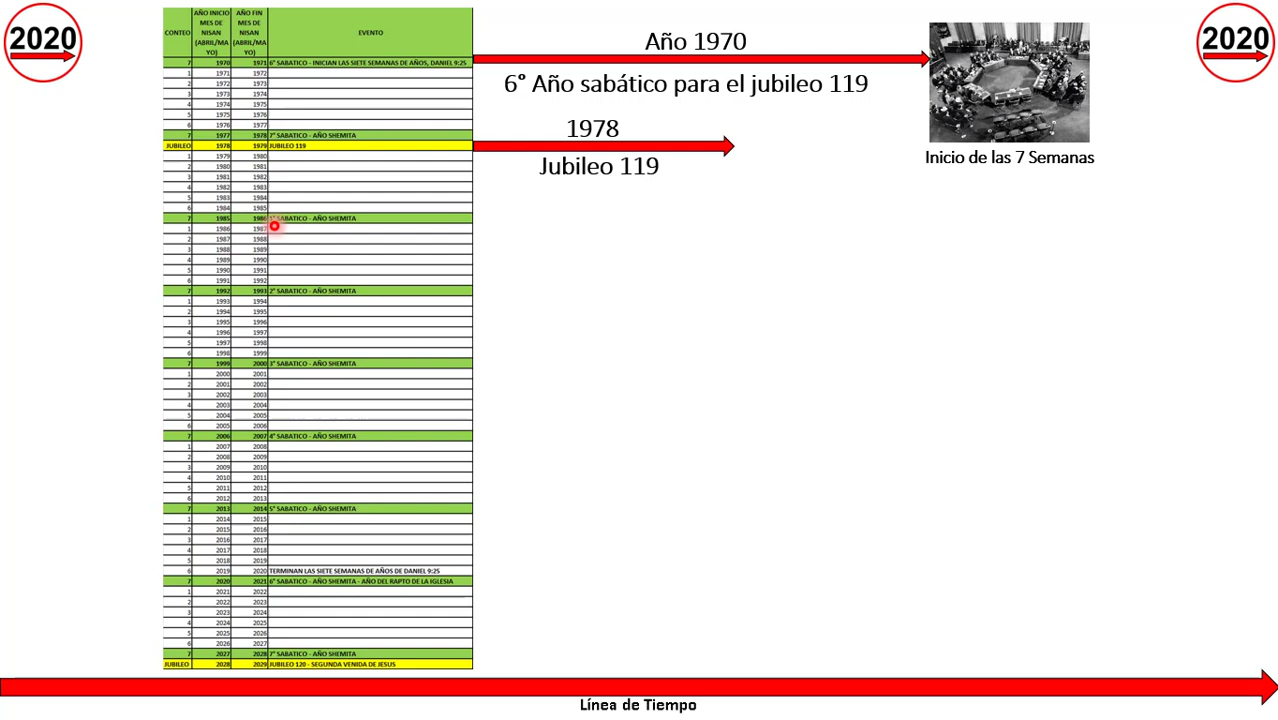 2020
2020
CONTEO AÑO INICIO MES DE NISAN (ABRIL/MAYO) AÑO FIN MES DE NISAN (ABRIL/MAYO) EVENTO
7 1970 1971 6° SABATICO - INICIAN LAS SIETE SEMANAS DE AÑOS, DANIEL 9:25
1 1971 1972
2 1972 1973
3 1973 1974
4 1974 1975
5 1975 1976
6 1976 1977
7 1977 1978 7° SABATICO - AÑO SHEMITA
JUBILEO 1978 1979 JUBILEO 119
1 1979 1980
2 1980 1981
3 1981 1982
4 1982 1983
5 1983 1984
6 1984 1985
7 1985 1986 1° SABATICO - AÑO SHEMITA
1 1986 1987
2 1987 1988
3 1988 1989
4 1989 1990
5 1990 1991
6 1991 1992
7 1992 1993 2° SABATICO - AÑO SHEMITA
1 1993 1994
2 1994 1995
3 1995 1996
4 1996 1997
5 1997 1998
6 1998 1999
7 1999 2000 3° SABATICO - AÑO SHEMITA
1 2000 2001
2 2001 2002
3 2002 2003
4 2003 2004
5 2004 2005
6 2005 2006
7 2006 2007 4° SABATICO - AÑO SHEMITA
1 2007 2008
2 2008 2009
3 2009 2010
4 2010 2011
5 2011 2012
6 2012 2013
7 2013 2014 5° SABATICO - AÑO SHEMITA
1 2014 2015
2 2015 2016
3 2016 2017
4 2017 2018
5 2018 2019
6 2019 2020 TERMINAN LAS SIETE SEMANAS DE AÑOS DE DANIEL 9:25
7 2020 2021 6° SABATICO - AÑO SHEMITA - AÑO DEL RAPTO DE LA IGLESIA
1 2021 2022
2 2022 2023
3 2023 2024
4 2024 2025
5 2025 2026
6 2026 2027
7 2027 2028 7° SABATICO - AÑO SHEMITA
JUBILEO 2028 2029 JUBILEO 120 - SEGUNDA VENIDA DE JESUS
Año 1970
6° Año sabático para el jubileo 119
1978
Jubileo 119
Inicio de las 7 Semanas
Línea de Tiempo